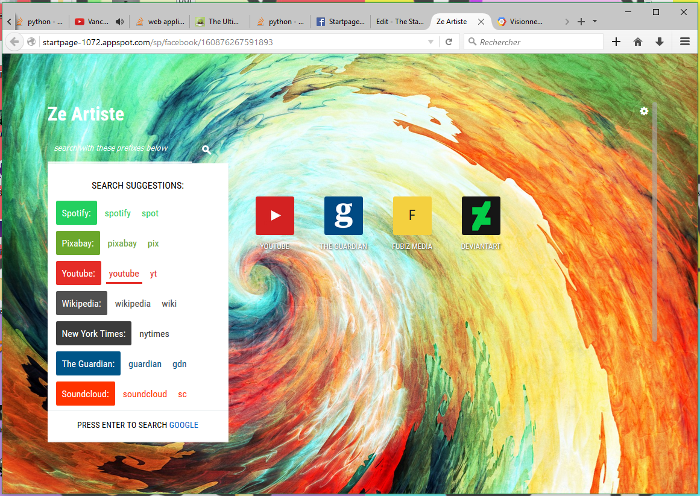 python -
Vanc...
web appli...
The Ulti...
python -
Startpage...
Edit - The Sta...
Ze Artiste
Visionne...
startpage-1072.appspot.com/sp/facebook/160876267591893
Rechercher
Ze Artiste
search with these prefixes below
SEARCH SUGGESTIONS:
Spotify: spotify spot
Pixabay: pixabay pix
Youtube: youtube yt
Wikipedia: wikipedia wiki
New York Times: nytimes
The Guardian: guardian gdn
Soundcloud: soundcloud sc
PRESS ENTER TO SEARCH GOOGLE
g
F
YOUTUBE
THE GUARDIAN
FUBIZ MEDIA
DEVIANTART